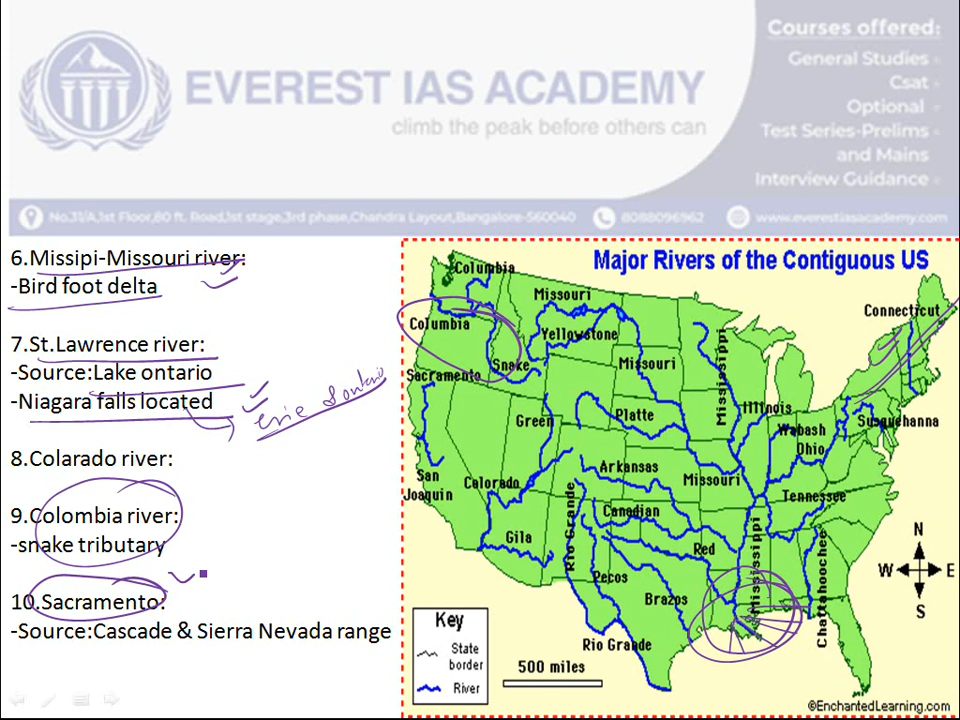 EVEREST IAS ACADEMY
climb the peak before others can
Courses offered:
General Studies
Csat
Optional
Test Series-Prelims
and Mains
Interview Guidance
No.31/A,1st Floor,80 ft. Road,1st stage,3rd phase,Chandra Layout,Bangalore-560040
8088096962
www.everestiasacademy.com
6.Missipi-Missouri river:
-Bird foot delta
7.St.Lawrence river:
-Source:Lake ontario
-Niagara falls located
erie & ontario
8.Colarado river:
9.Colombia river:
-snake tributary
10.Sacramento:
-Source:Cascade & Sierra Nevada range
Major Rivers of the Contiguous US
Columbia
Missouri
Connecticut
Columbia
Yellowstone
Mississippi
Snake
Missouri
Sacramento
Illinois
Platte
Green
Wabash
Susquehanna
Ohio
Arkansas
San
Joaquin
Colorado
Missouri
Tennessee
Rio Grande
Canadian
Gila
Red
Mississippi
Chattahoochee
Pecos
Brazos
Rio Grande
N
W
E
S
Key
State
border
River
500 miles
©EnchantedLearning.com